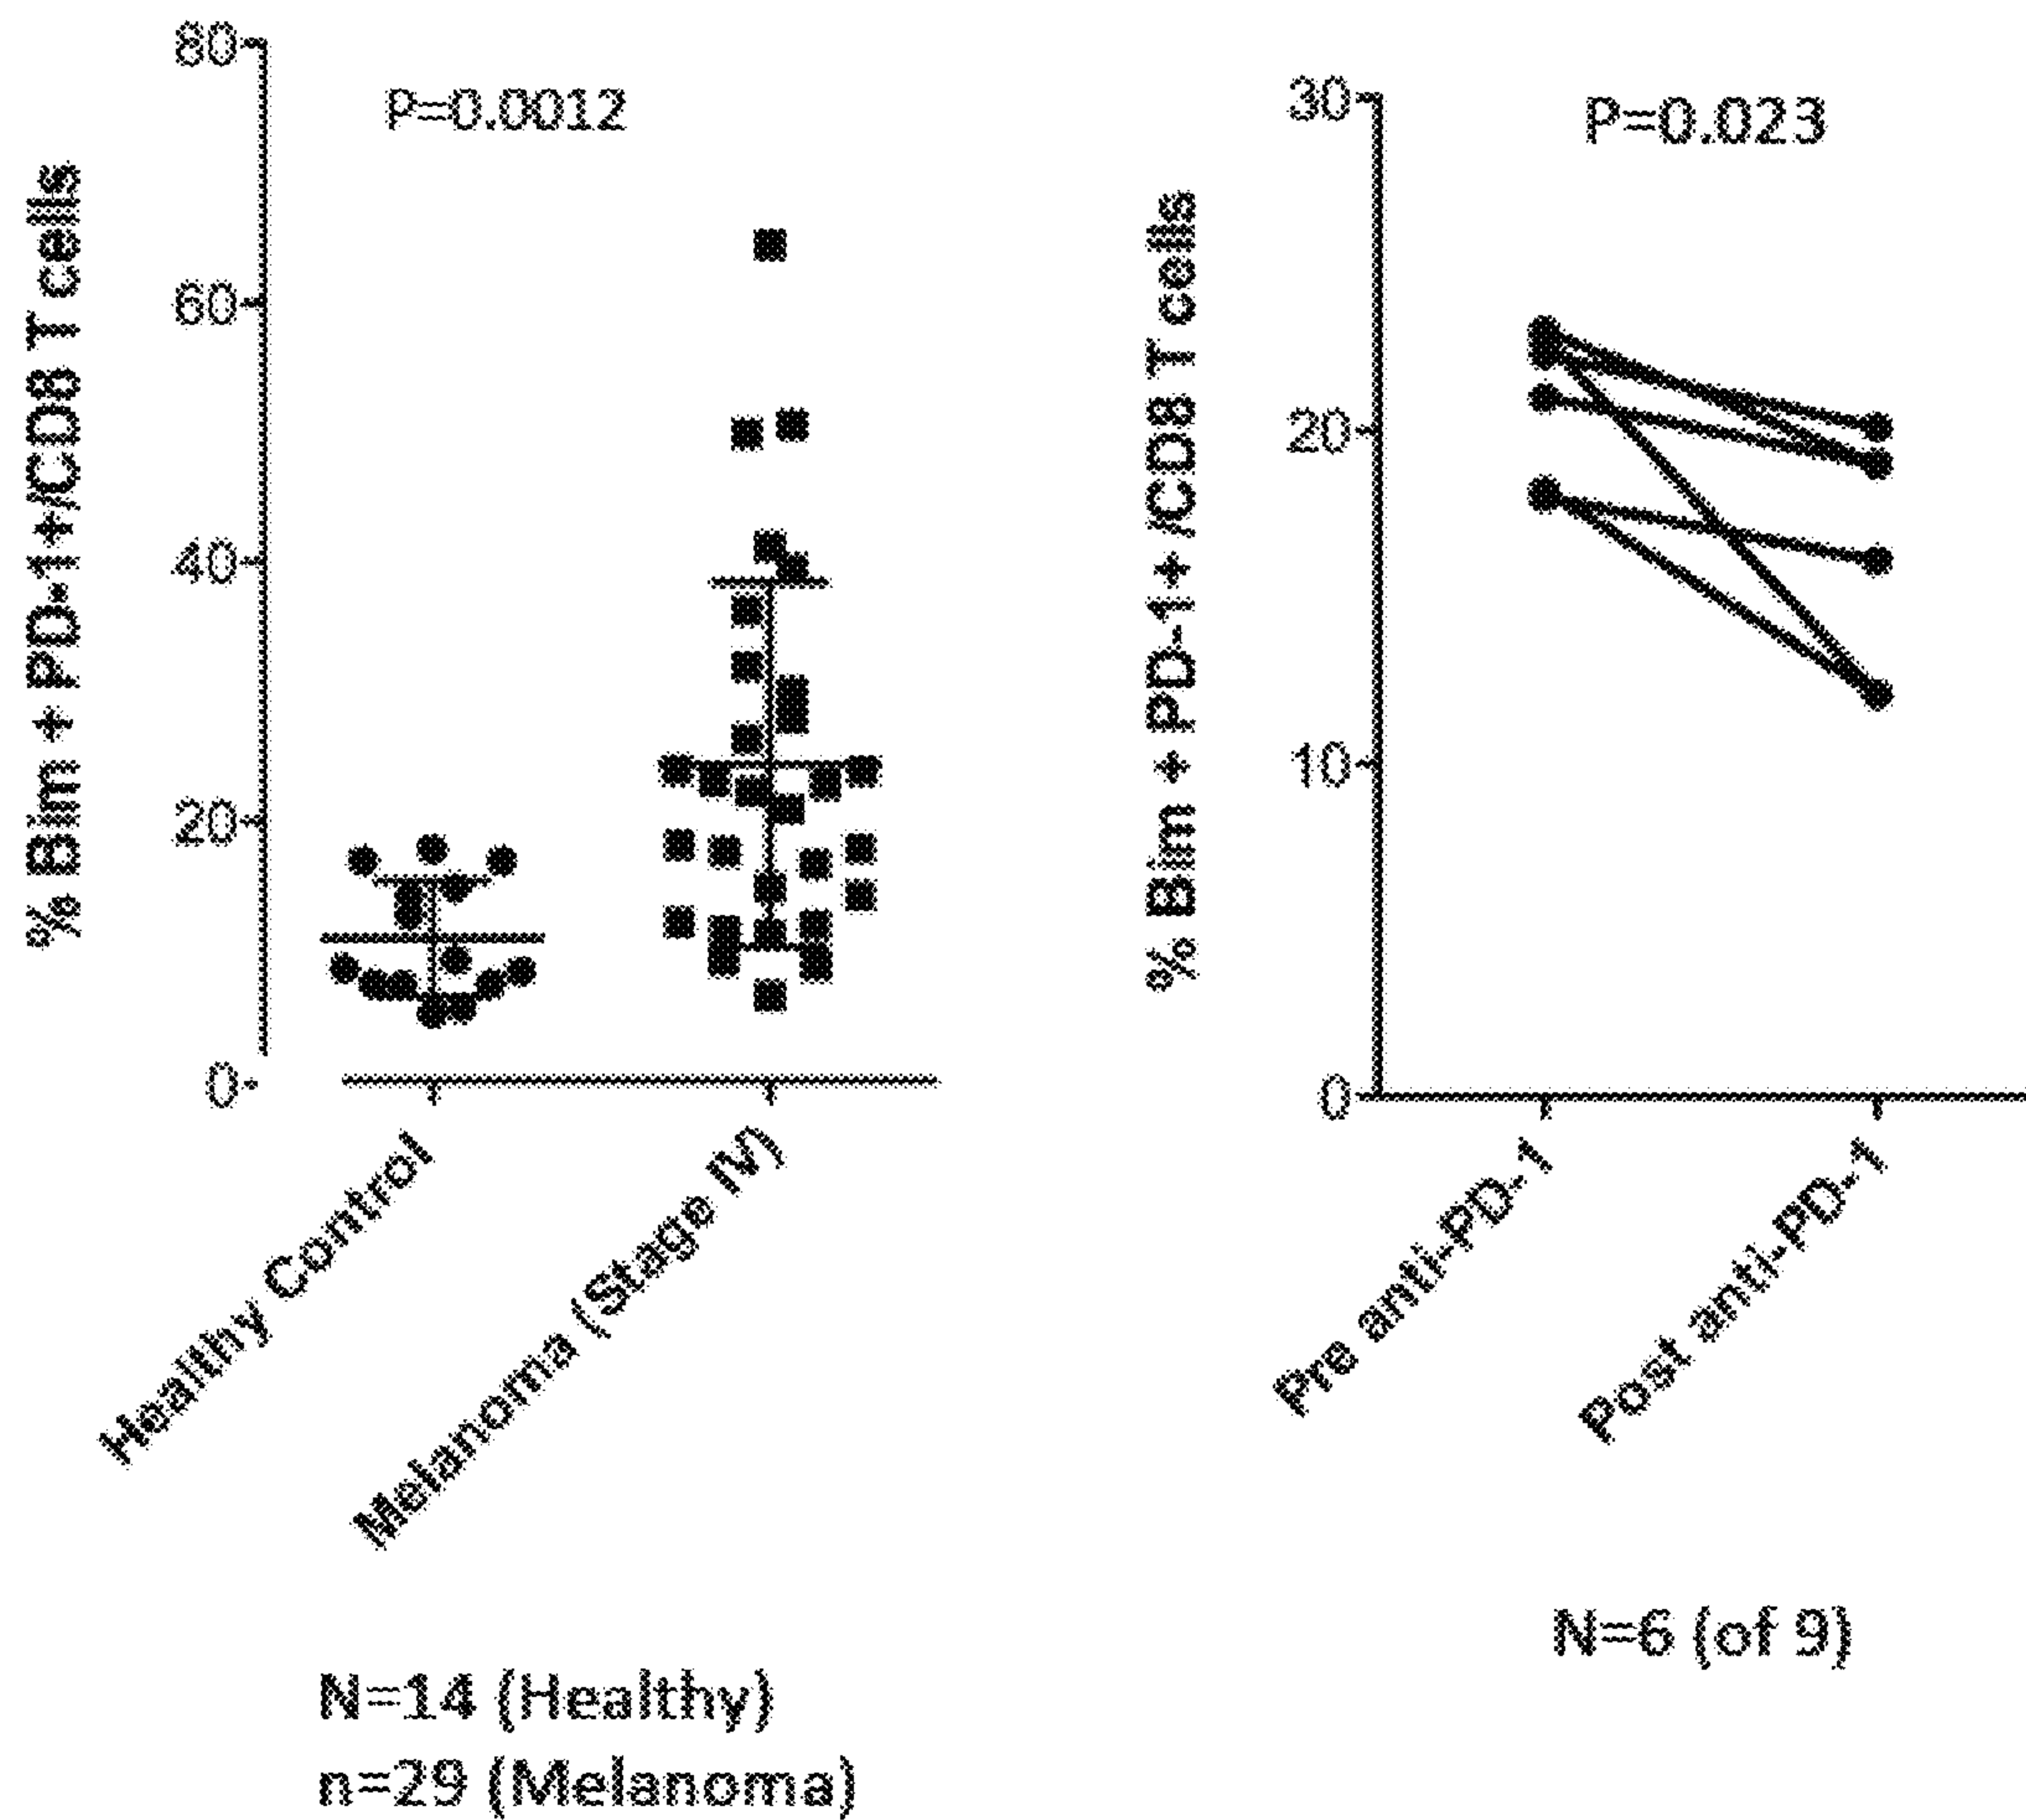 % Bim + PD-1+/CD8 T cells
80
60
40
20
0
P=0.0012
Healthy Control
Melanoma (Stage IV)
N=14 (Healthy)
n=29 (Melanoma)
% Bim + PD-1+ /CD8 T cells
30
20
10
0
P=0.023
Pre anti-PD-1
Post anti-PD-1
N=6 (of 9)